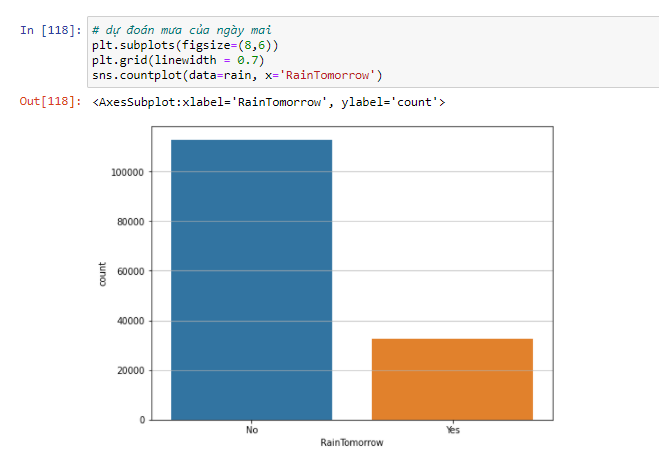 In [118]: # dự đoán mưa của ngày mai
plt.subplots(figsize=(8,6))
plt.grid(linewidth = 0.7)
sns.countplot(data=rain, x='RainTomorrow')
Out[118]: <AxesSubplot:xlabel='RainTomorrow', ylabel='count'>
100000
80000
60000
40000
20000
0
count
No Yes
RainTomorrow